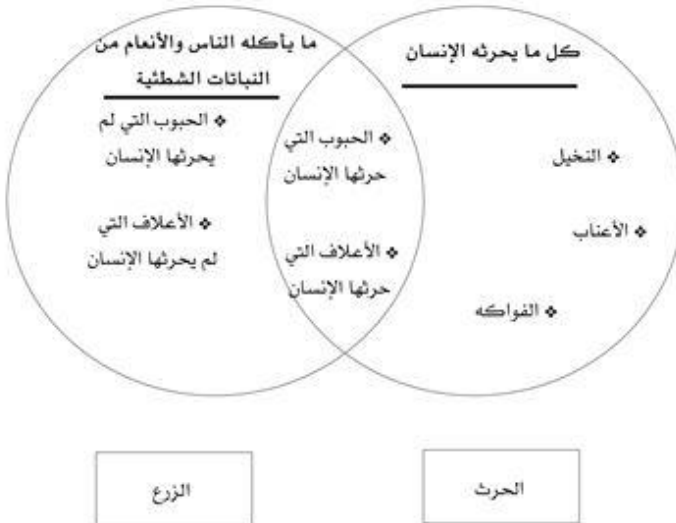 كل ما يحرثه الإنسان
❖ النخيل
❖ الأعناب
❖ الفواكه
❖ الحبوب التي
حرثها الإنسان
❖ الأعلاف التي
حرثها الإنسان
ما يأكله الناس والأنعام من
النباتات الشطئية
❖ الحبوب التي لم
يحرثها الإنسان
❖ الأعلاف التي
لم يحرثها الإنسان
الحرث
الزرع